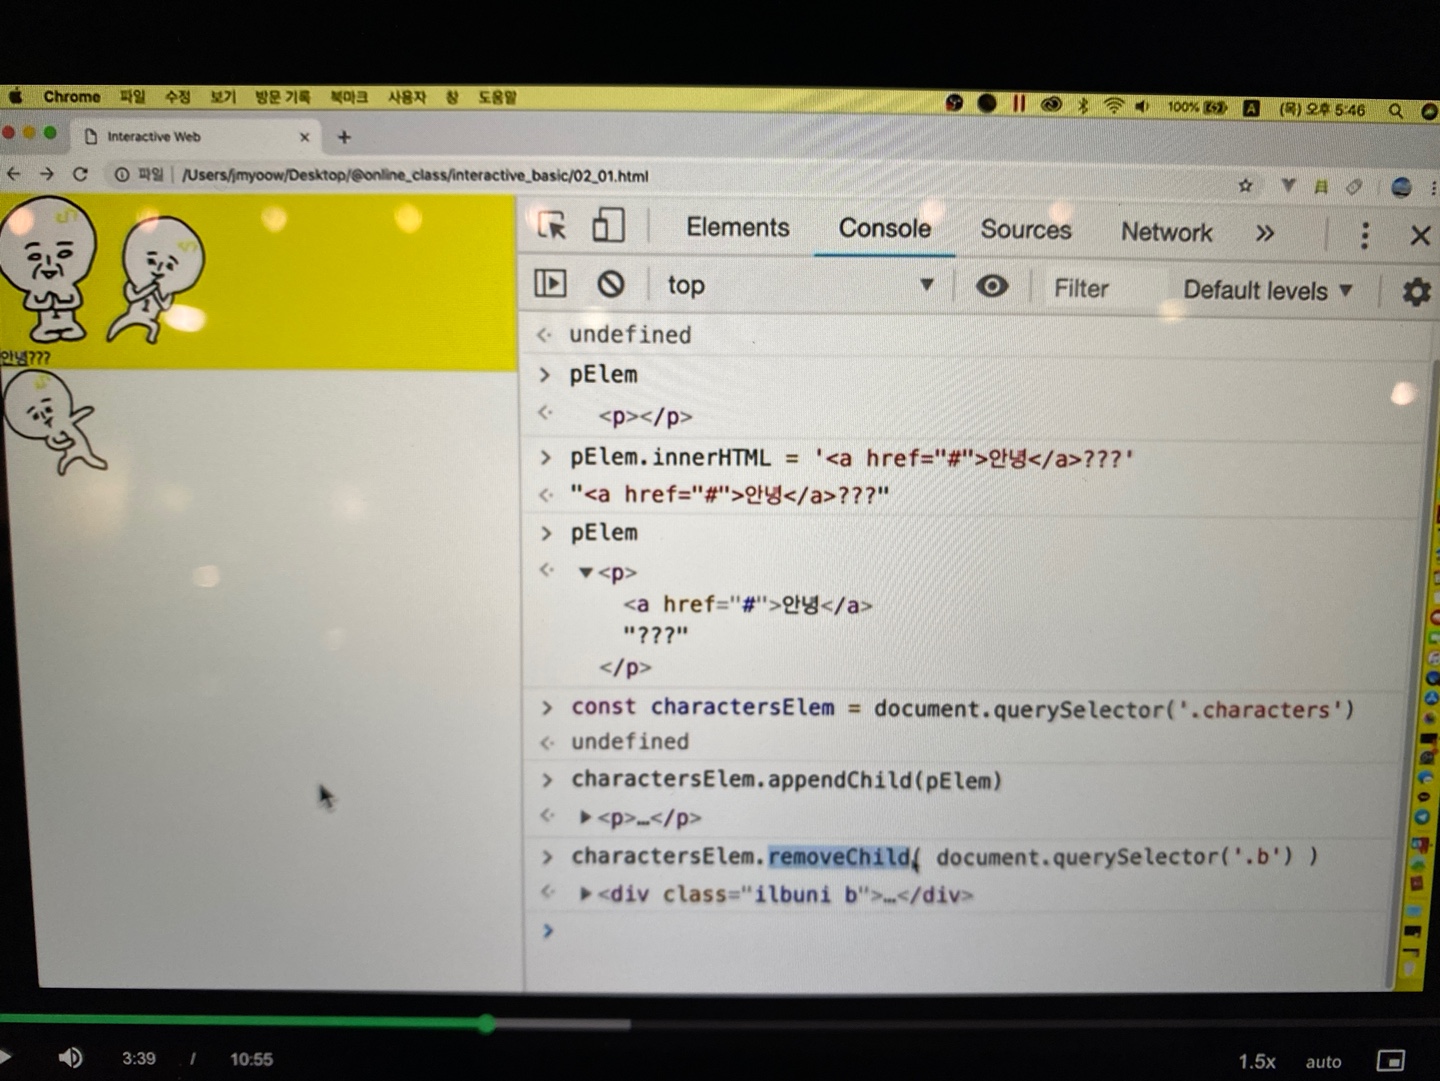 Chrome 파일 수정 보기 방문 기록 북마크 사용자 창 도움말 100% A (목) 오후 5:46
Interactive Web
파일 /Users/jmyoow/Desktop/@online_class/interactive_basic/02_01.html
Elements Console Sources Network »
top Filter Default levels
undefined
pElem
<p></p>
안녕???
pElem.innerHTML = '<a href="#">안녕</a>???'
"<a href="#">안녕</a>???"
pElem
<p>
<a href="#">안녕</a>
"???"
</p>
const charactersElem = document.querySelector('.characters')
undefined
charactersElem.appendChild(pElem)
<p>…</p>
charactersElem.removeChild( document.querySelector('.b') )
<div class="ilbuni b">…</div>
3:39 / 10:55 1.5x auto